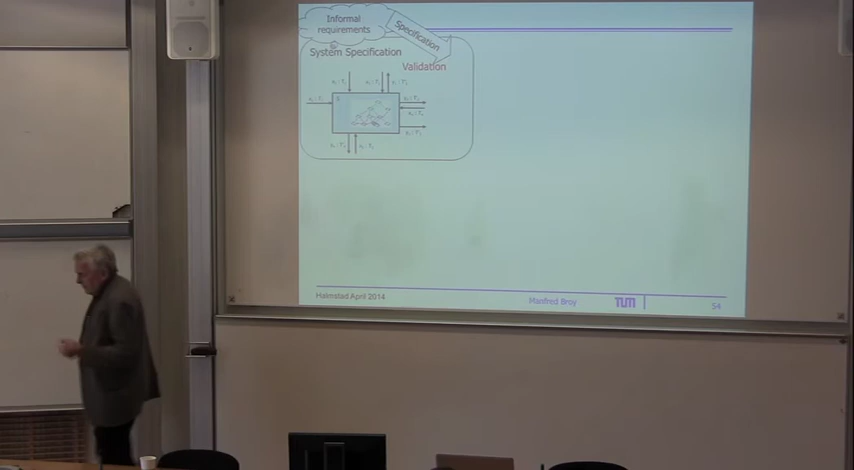 Informal
requirements
Specification
System Specification
Validation
Halmstad April 2014
Manfred Broy
TUM
54